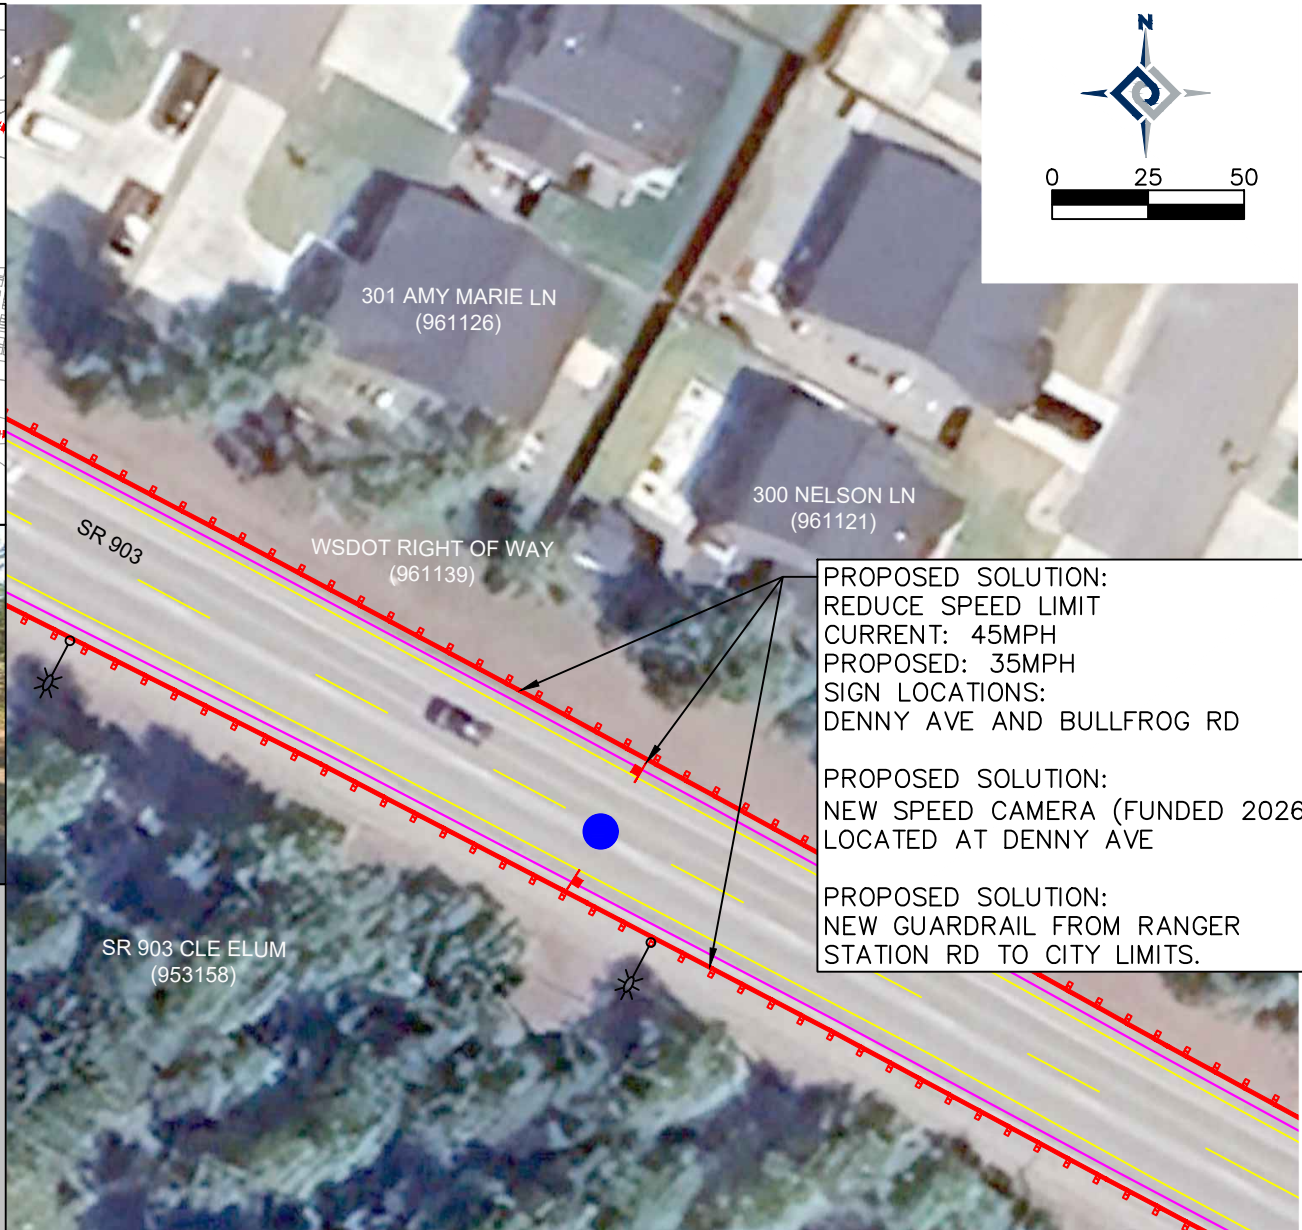 N
0 25 50
301 AMY MARIE LN
(961126)
300 NELSON LN
(961121)
SR 903
WSDOT RIGHT OF WAY
(961139)
PROPOSED SOLUTION:
REDUCE SPEED LIMIT
CURRENT: 45MPH
PROPOSED: 35MPH
SIGN LOCATIONS:
DENNY AVE AND BULLFROG RD
PROPOSED SOLUTION:
NEW SPEED CAMERA (FUNDED 2026
LOCATED AT DENNY AVE
PROPOSED SOLUTION:
NEW GUARDRAIL FROM RANGER
STATION RD TO CITY LIMITS.
SR 903 CLE ELUM
(953158)